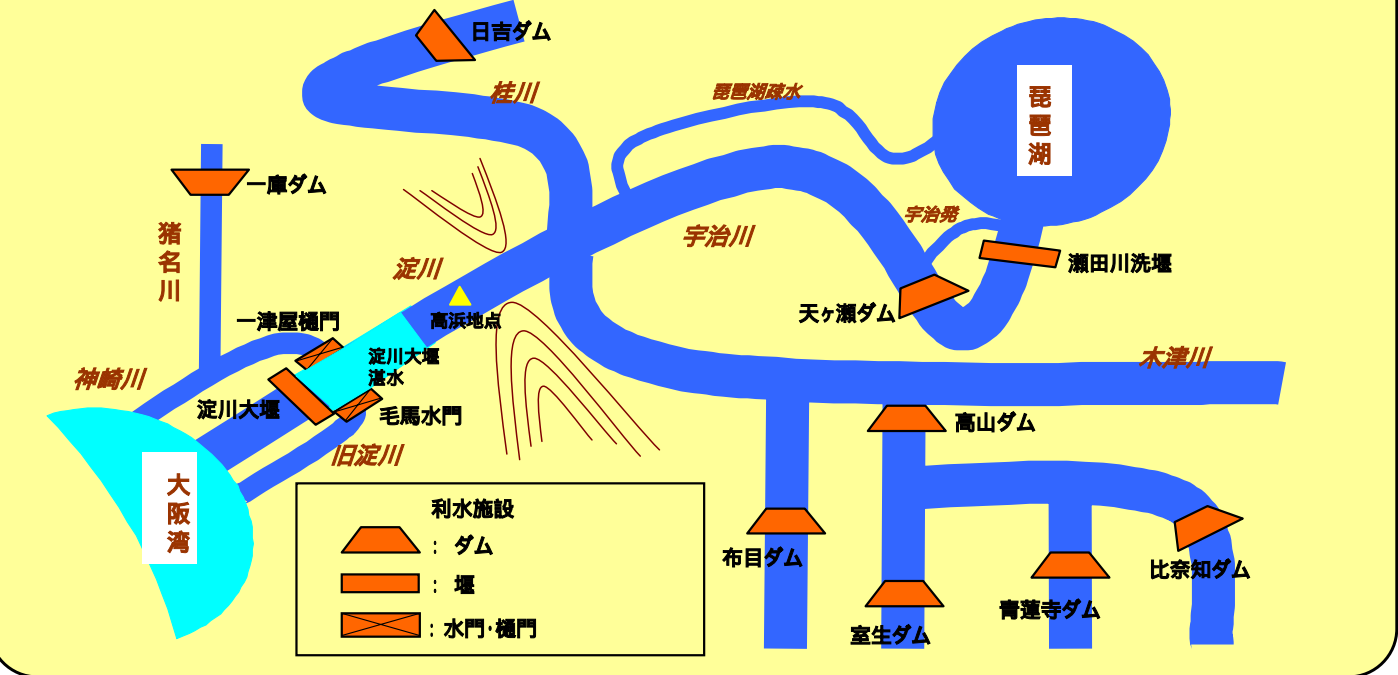 日吉ダム
桂川
琵琶湖疏水
琵琶湖
一庫ダム
猪名川
宇治発
宇治川
淀川
瀬田川洗堰
天ヶ瀬ダム
高浜地点
一津屋樋門
淀川大堰
湛水
木津川
神崎川
淀川大堰
毛馬水門
高山ダム
旧淀川
大阪湾
利水施設
： ダム
： 堰
：水門・樋門
布目ダム
比奈知ダム
青蓮寺ダム
室生ダム